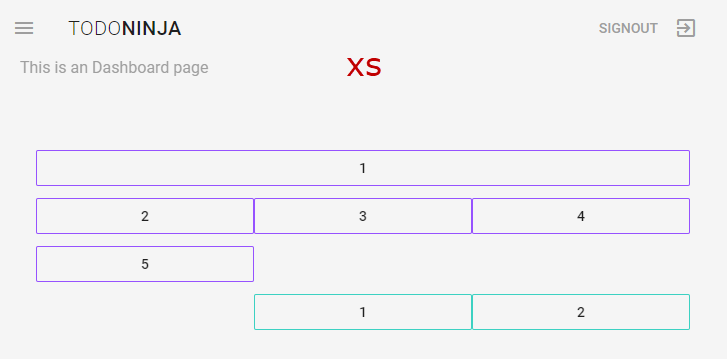 TODONINJA
SIGNOUT
This is an Dashboard page
xs
1
2 3 4
5
1 2